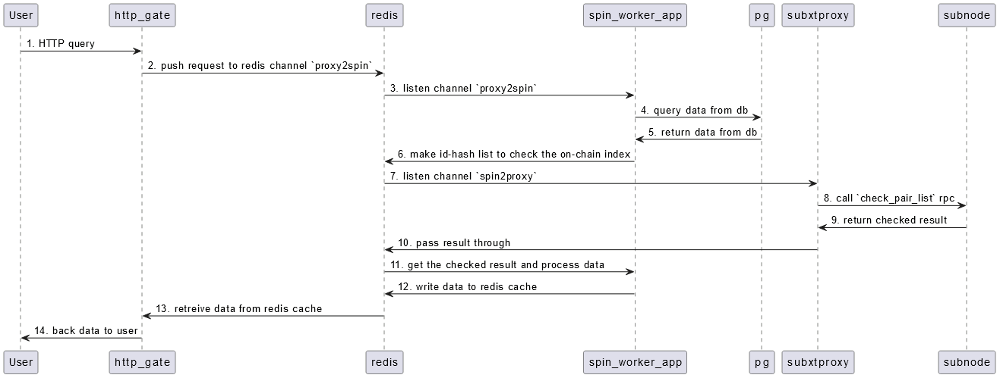 User http_gate redis spin_worker_app pg subxtproxy subnode
1. HTTP query
2. push request to redis channel `proxy2spin`
3. listen channel `proxy2spin`
4. query data from db
5. return data from db
6. make id-hash list to check the on-chain index
7. listen channel `spin2proxy`
8. call `check_pair_list` rpc
9. return checked result
10. pass result through
11. get the checked result and process data
12. write data to redis cache
13. retreive data from redis cache
14. back data to user
User http_gate redis spin_worker_app pg subxtproxy subnode